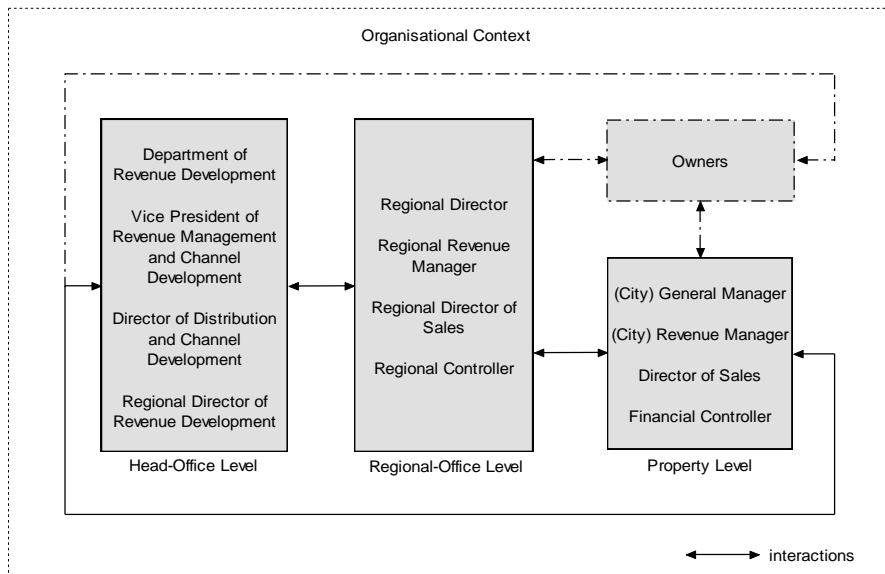 Organisational Context
Department of
Revenue Development
Vice President of
Revenue Management
and Channel
Development
Director of Distribution
and Channel
Development
Regional Director of
Revenue Development
Head-Office Level
Regional Director
Regional Revenue
Manager
Regional Director of
Sales
Regional Controller
Regional-Office Level
Owners
(City) General Manager
(City) Revenue Manager
Director of Sales
Financial Controller
Property Level
interactions